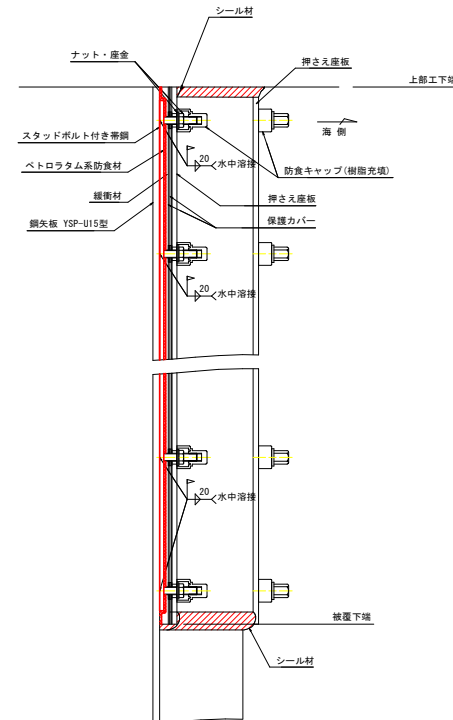 シール材
ナット・座金
押さえ座板
上部工下端
海 側
スタッドボルト付き帯鋼
20 水中溶接
防食キャップ(樹脂充填)
ペトロラタム系防食材
緩衝材
押さえ座板
保護カバー
鋼矢板 YSP-U15型
20 水中溶接
20 水中溶接
被覆下端
シール材